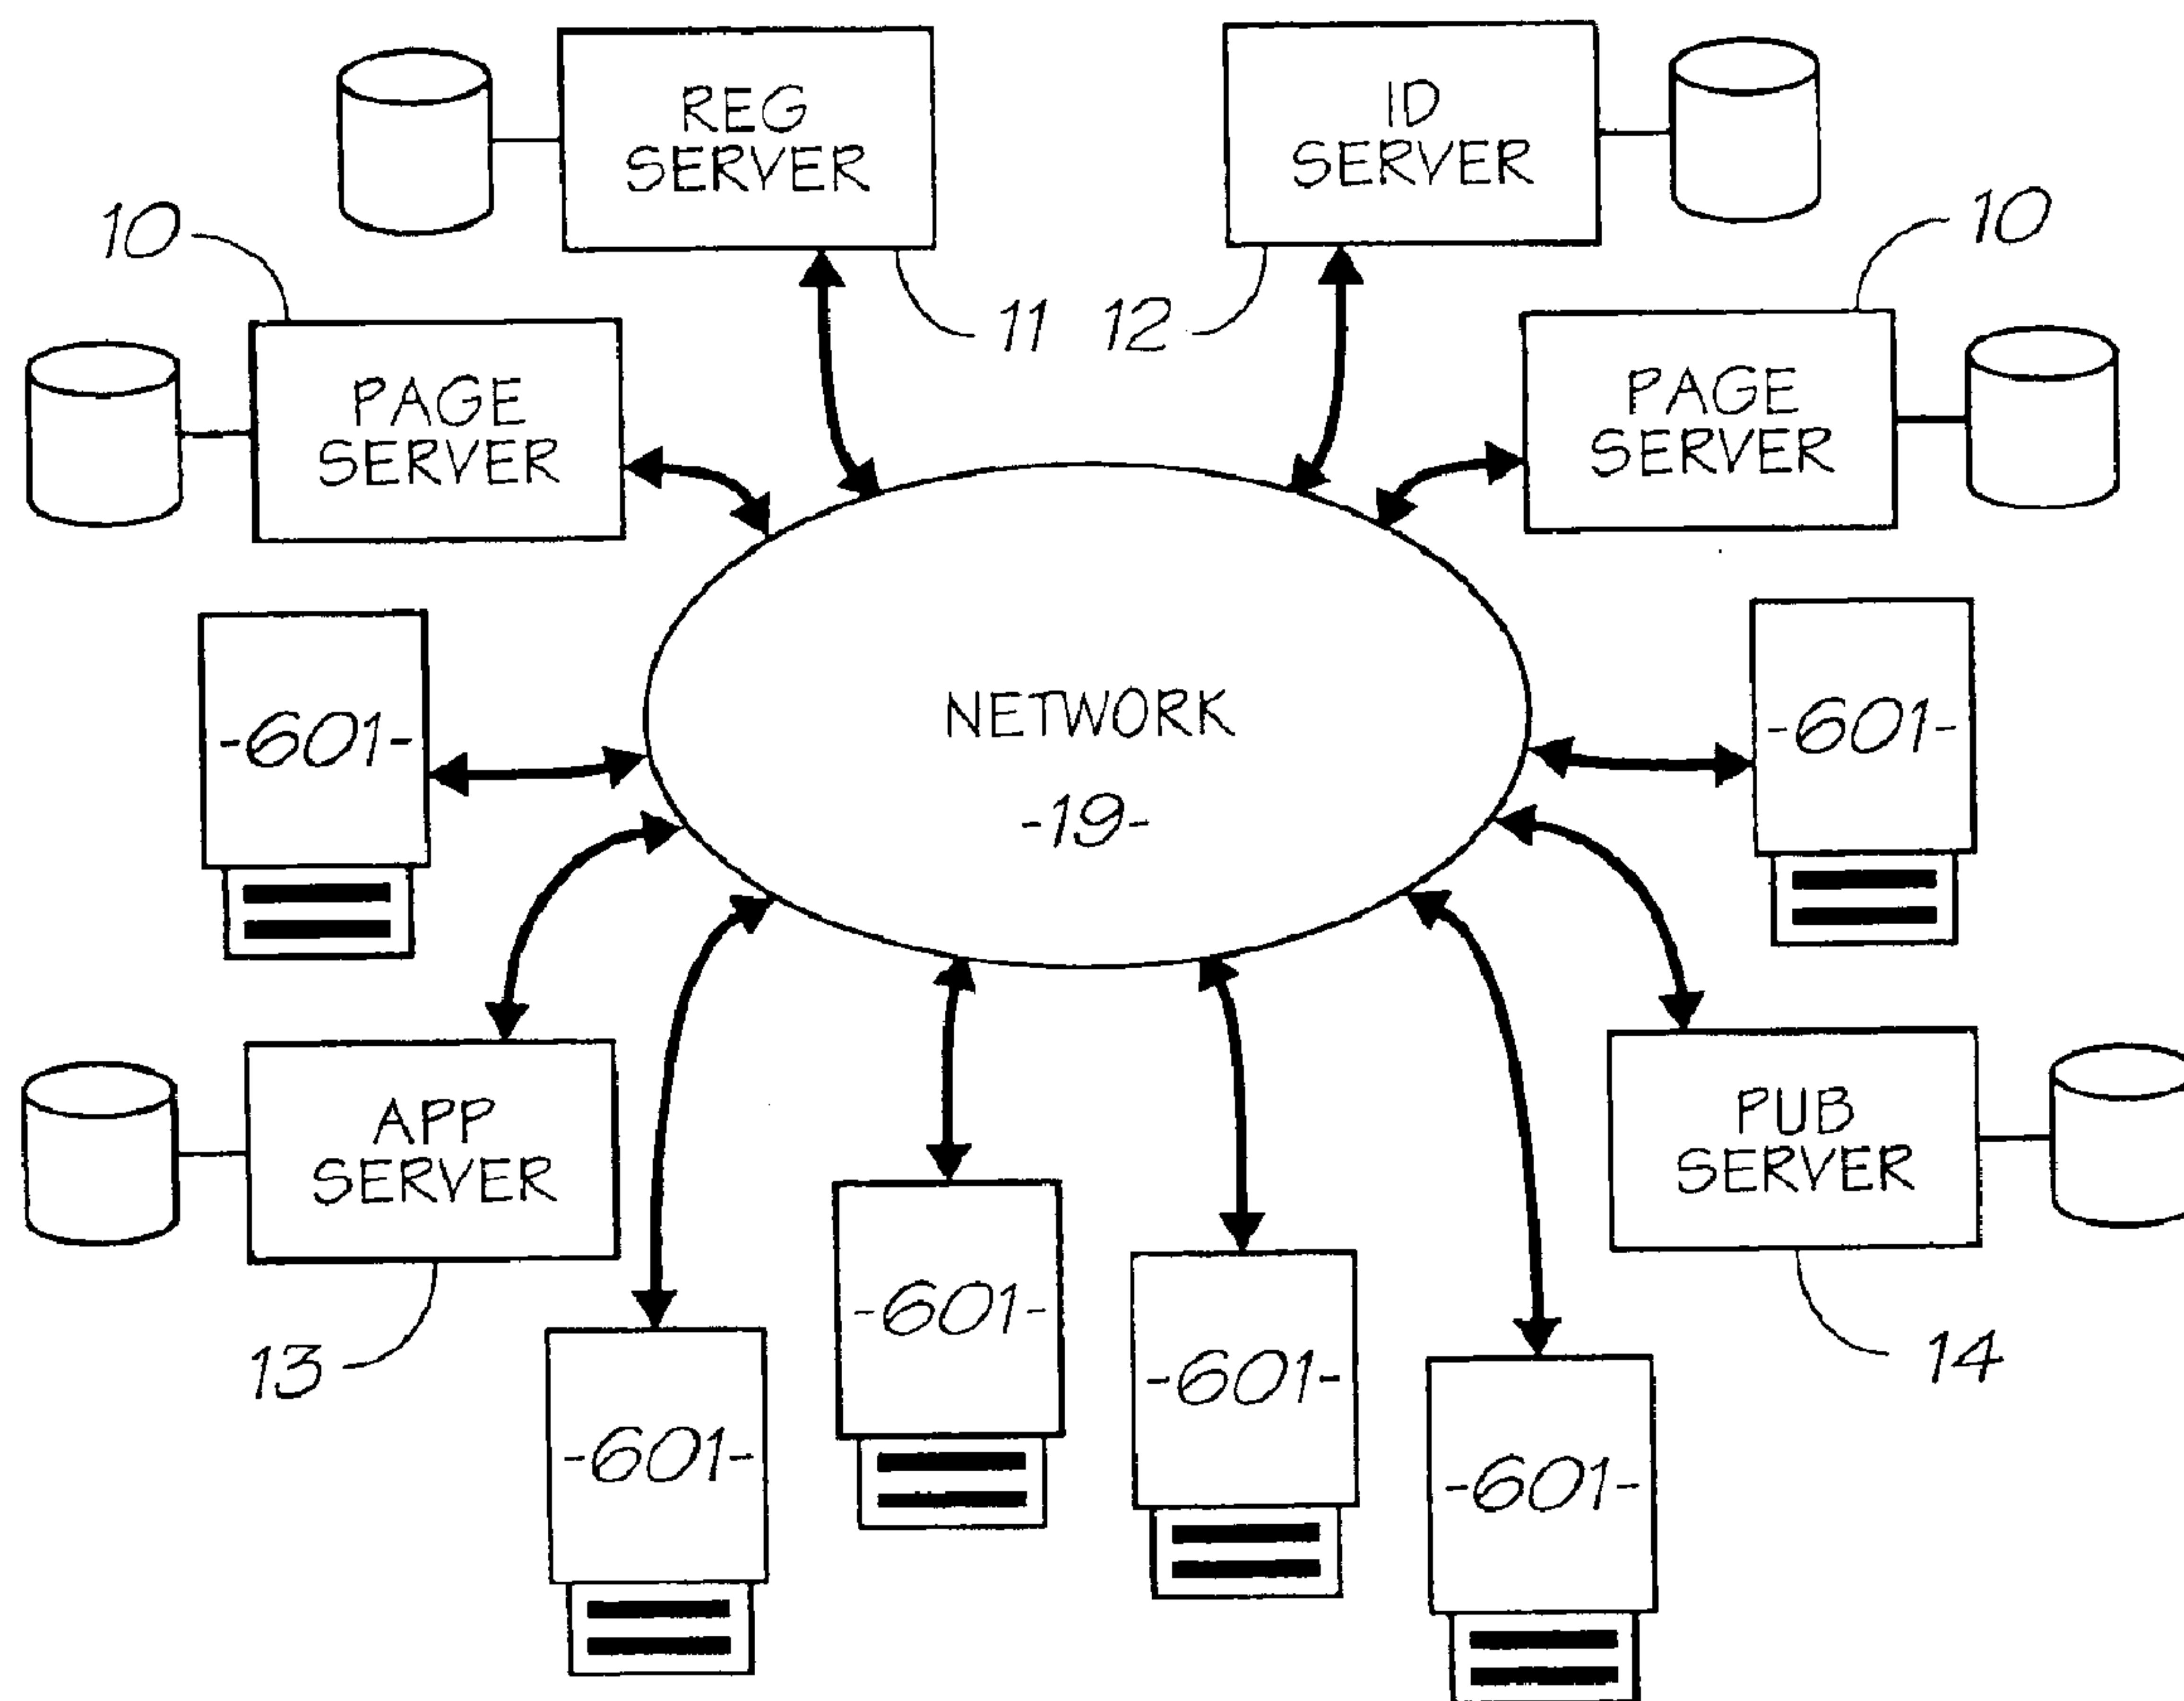 REG
SERVER
ID
SERVER
10
10
11
12
PAGE
SERVER
PAGE
SERVER
-601-
NETWORK
-19-
-601-
APP
SERVER
PUB
SERVER
13
-601-
-601-
-601-
-601-
14